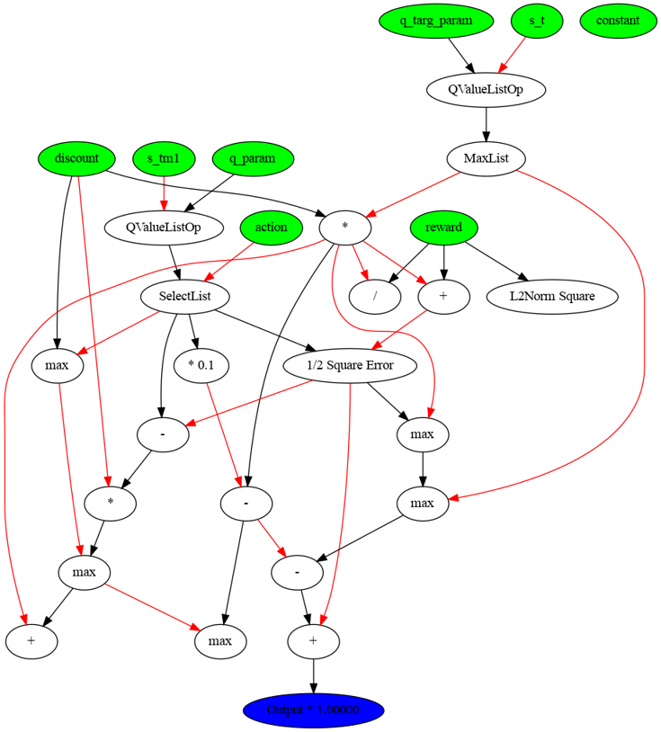 q_targ_param
s_t
constant
QValueListOp
discount
s_tm1
q_param
MaxList
QValueListOp
action
*
reward
SelectList
/
+
L2Norm Square
max
* 0.1
1/2 Square Error
-
max
*
-
max
max
-
+
max
+
Output * 1.00000